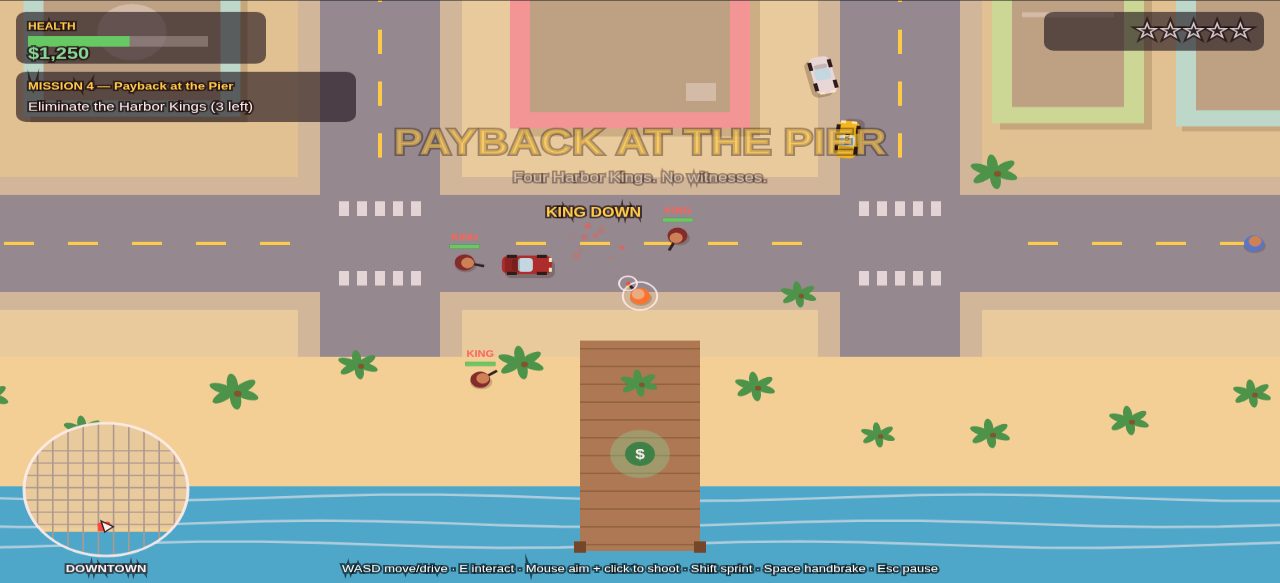 HEALTH
$1,250
MISSION 4 — Payback at the Pier
Eliminate the Harbor Kings (3 left)
PAYBACK AT THE PIER
Four Harbor Kings. No witnesses.
KING DOWN
KING
KING
KING
$
DOWNTOWN
WASD move/drive · E interact · Mouse aim + click to shoot · Shift sprint · Space handbrake · Esc pause